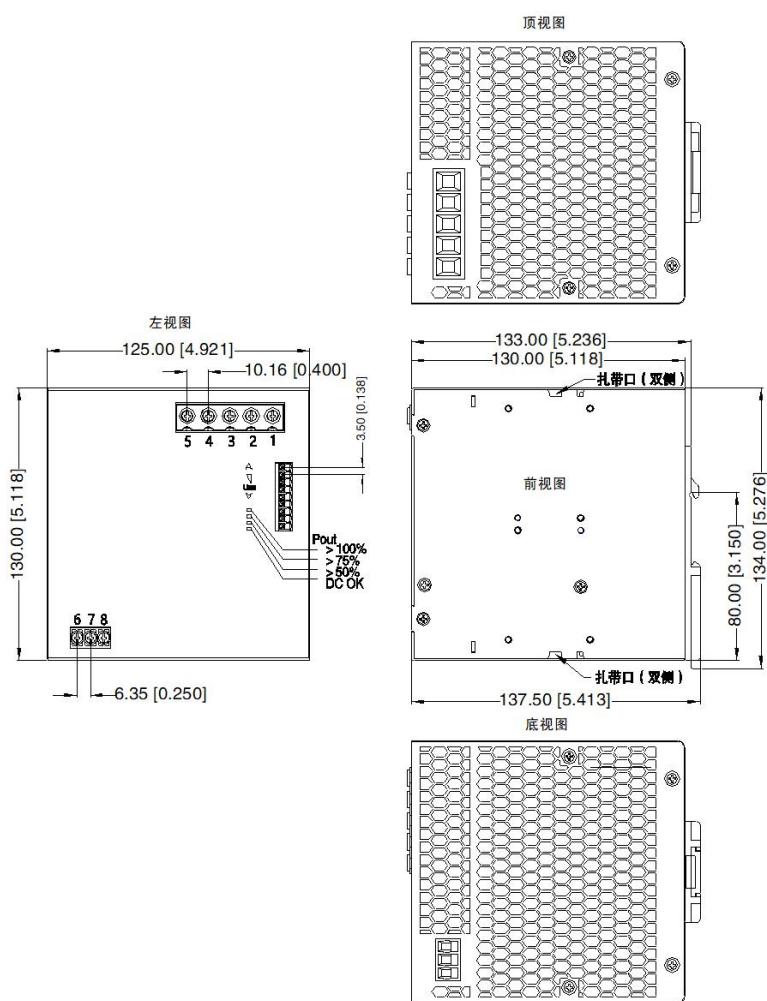 顶视图
左视图
125.00 [4.921]
10.16 [0.400]
3.50 [0.138]
5 4 3 2 1
130.00 [5.118]
Pout
>100%
>75%
>50%
DC OK
6 7 8
6.35 [0.250]
133.00 [5.236]
130.00 [5.118]
扎带口（双侧）
前视图
80.00 [3.150]
134.00 [5.276]
扎带口（双侧）
137.50 [5.413]
底视图